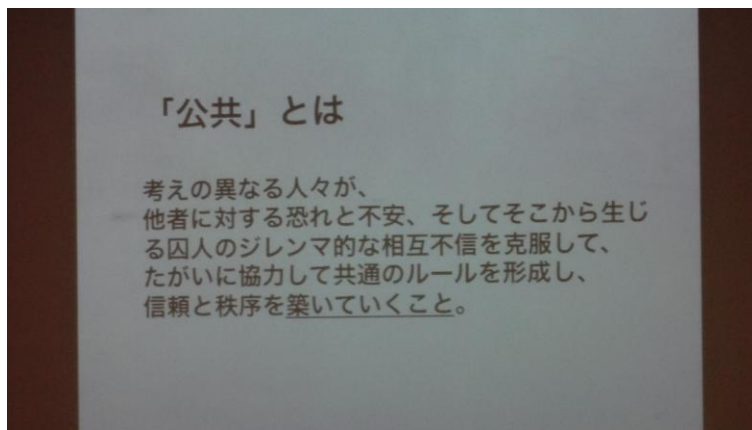 「公共」とは
考えの異なる人々が、
他者に対する恐れと不安、そしてそこから生じ
る囚人のジレンマ的な相互不信を克服して、
たがいに協力して共通のルールを形成し、
信頼と秩序を築いていくこと。